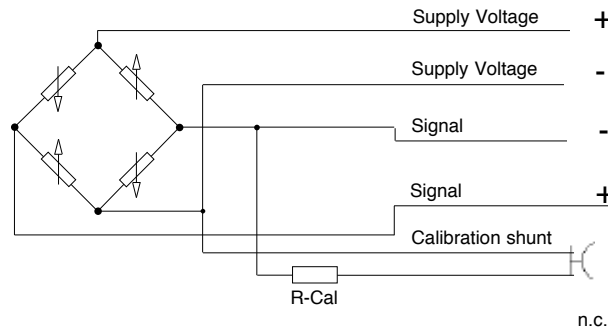 Supply Voltage +
Supply Voltage -
Signal -
Signal +
Calibration shunt
R-Cal
n.c.